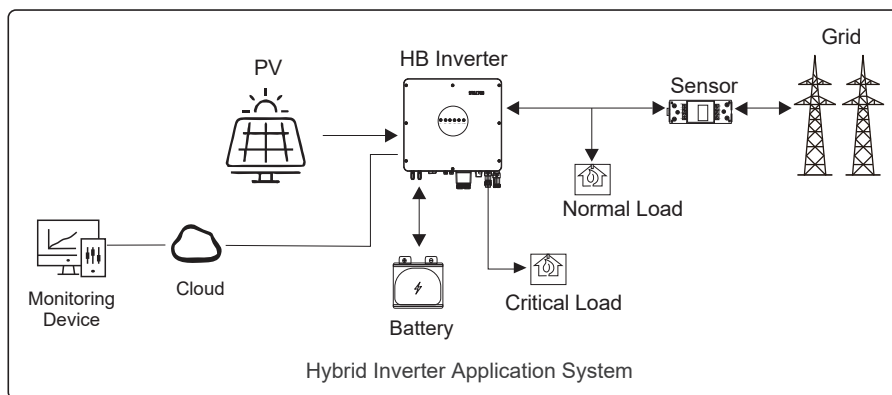 Grid
HB Inverter
PV
Sensor
Normal Load
Critical Load
Cloud
Monitoring
Device
Battery
Hybrid Inverter Application System